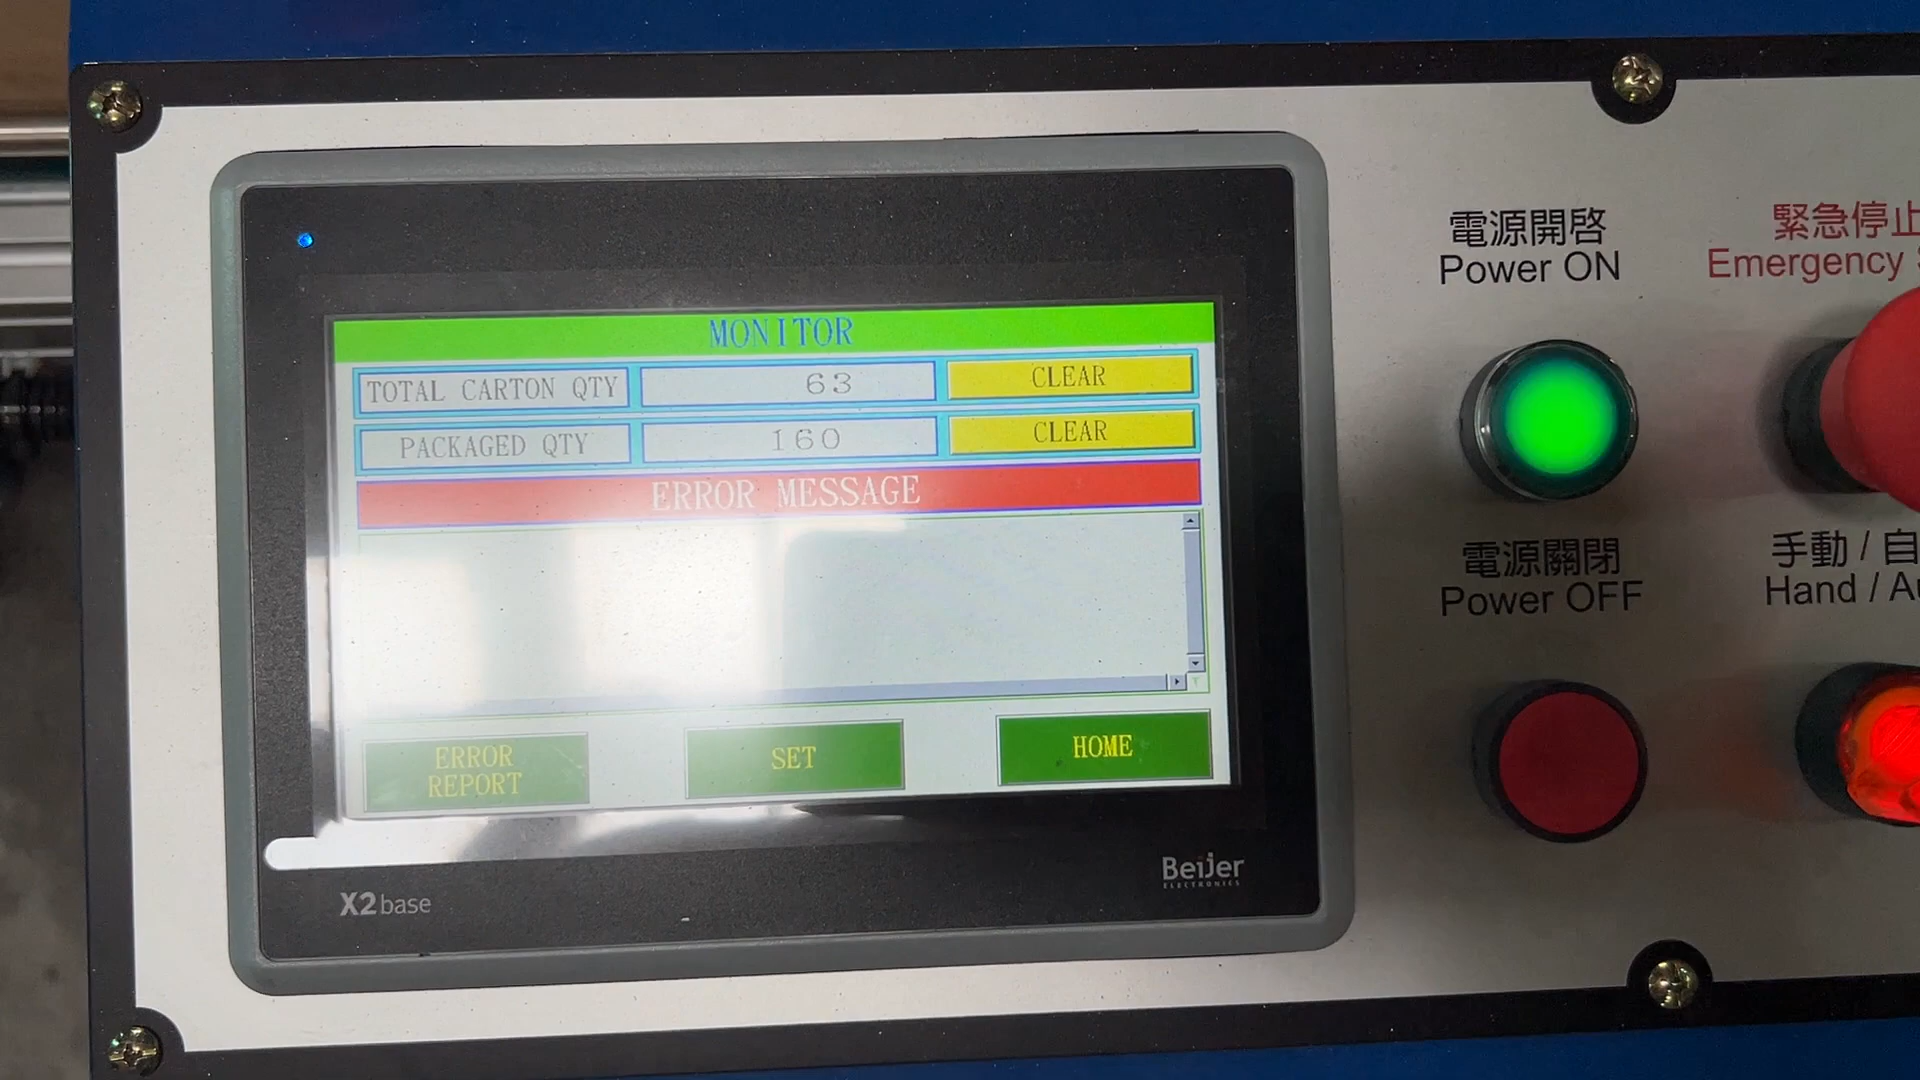 MONITOR
TOTAL CARTON QTY 63 CLEAR
PACKAGED QTY 160 CLEAR
ERROR MESSAGE
ERROR
REPORT
SET
HOME
X2 base
Beijer
ELECTRONICS
電源開啓
Power ON
緊急停止
Emergency
電源關閉
Power OFF
手動 / 自
Hand / Au